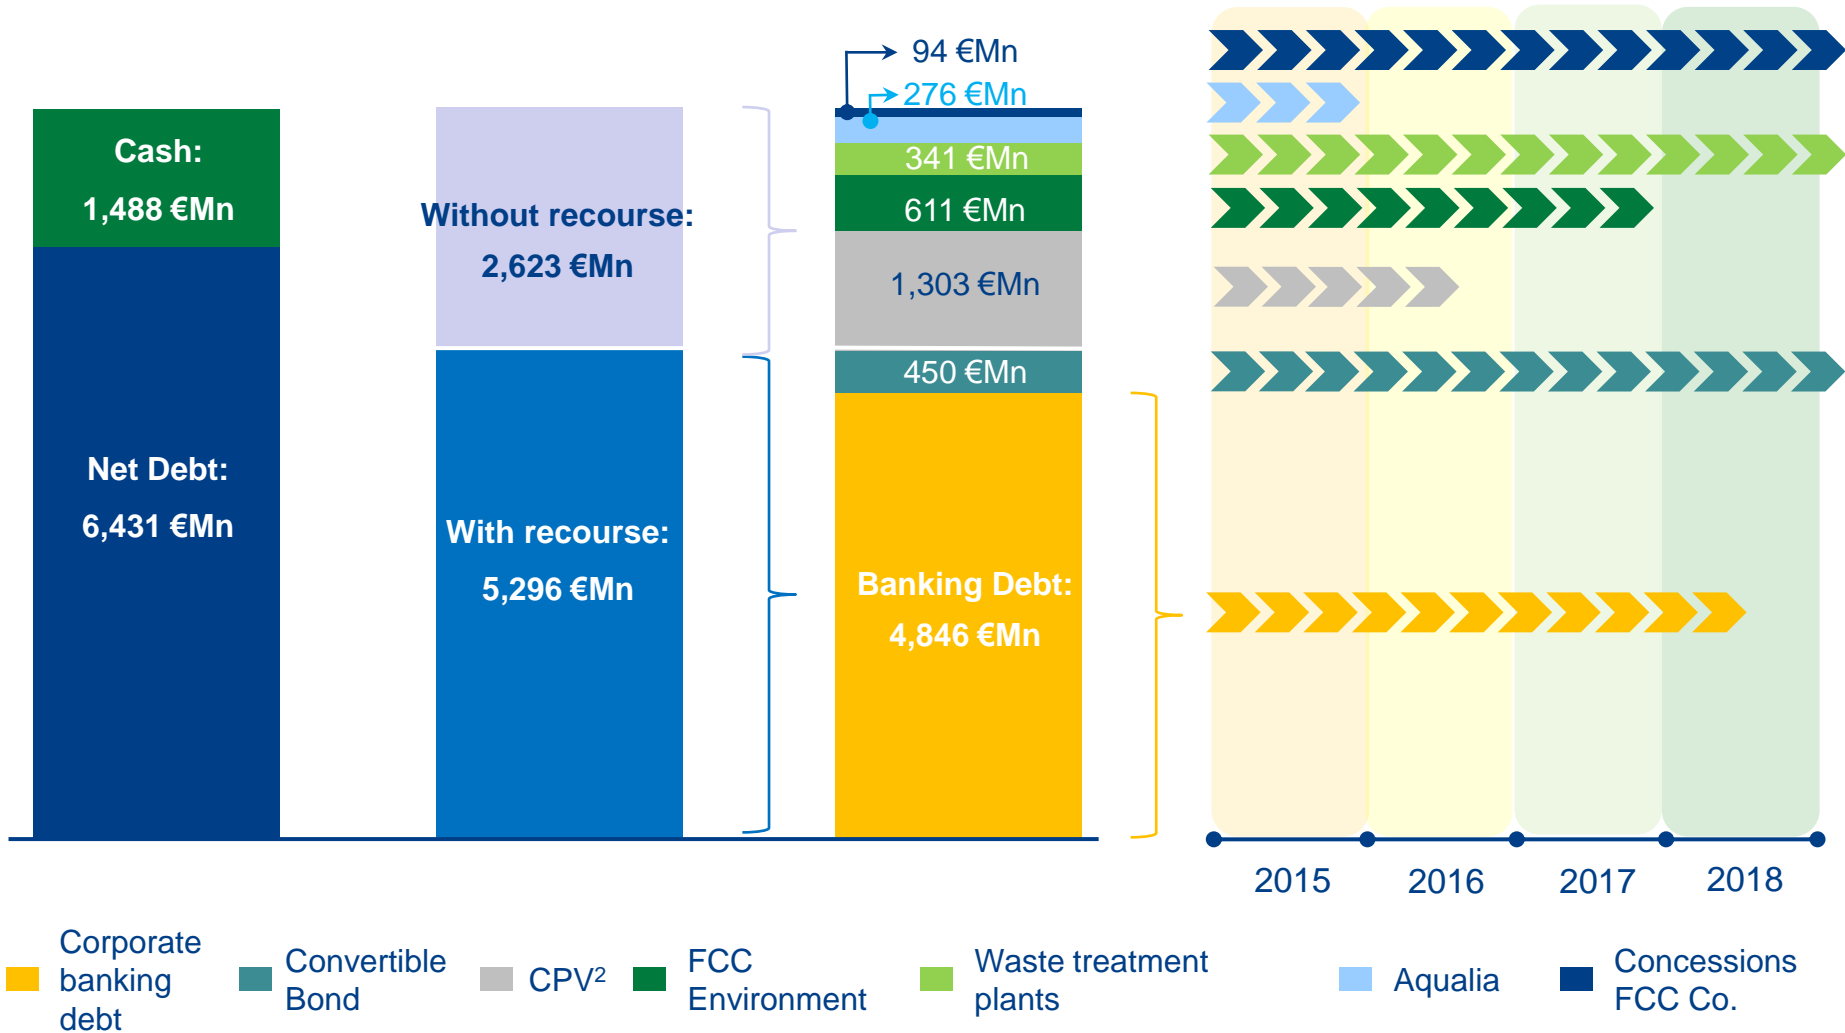 94 €Mn
276 €Mn
Cash:
1,488 €Mn
Without recourse:
2,623 €Mn
341 €Mn
611 €Mn
1,303 €Mn
450 €Mn
Net Debt:
6,431 €Mn
With recourse:
5,296 €Mn
Banking Debt:
4,846 €Mn
2015 2016 2017 2018
Corporate
banking
debt
Convertible
Bond
CPV²
FCC
Environment
Waste treatment
plants
Aqualia
Concessions
FCC Co.